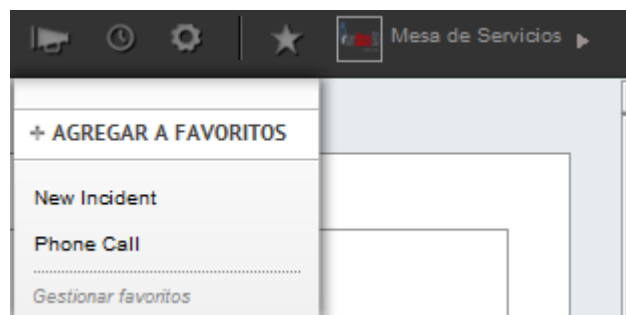 Mesa de Servicios
+ AGREGAR A FAVORITOS
New Incident
Phone Call
Gestionar favoritos